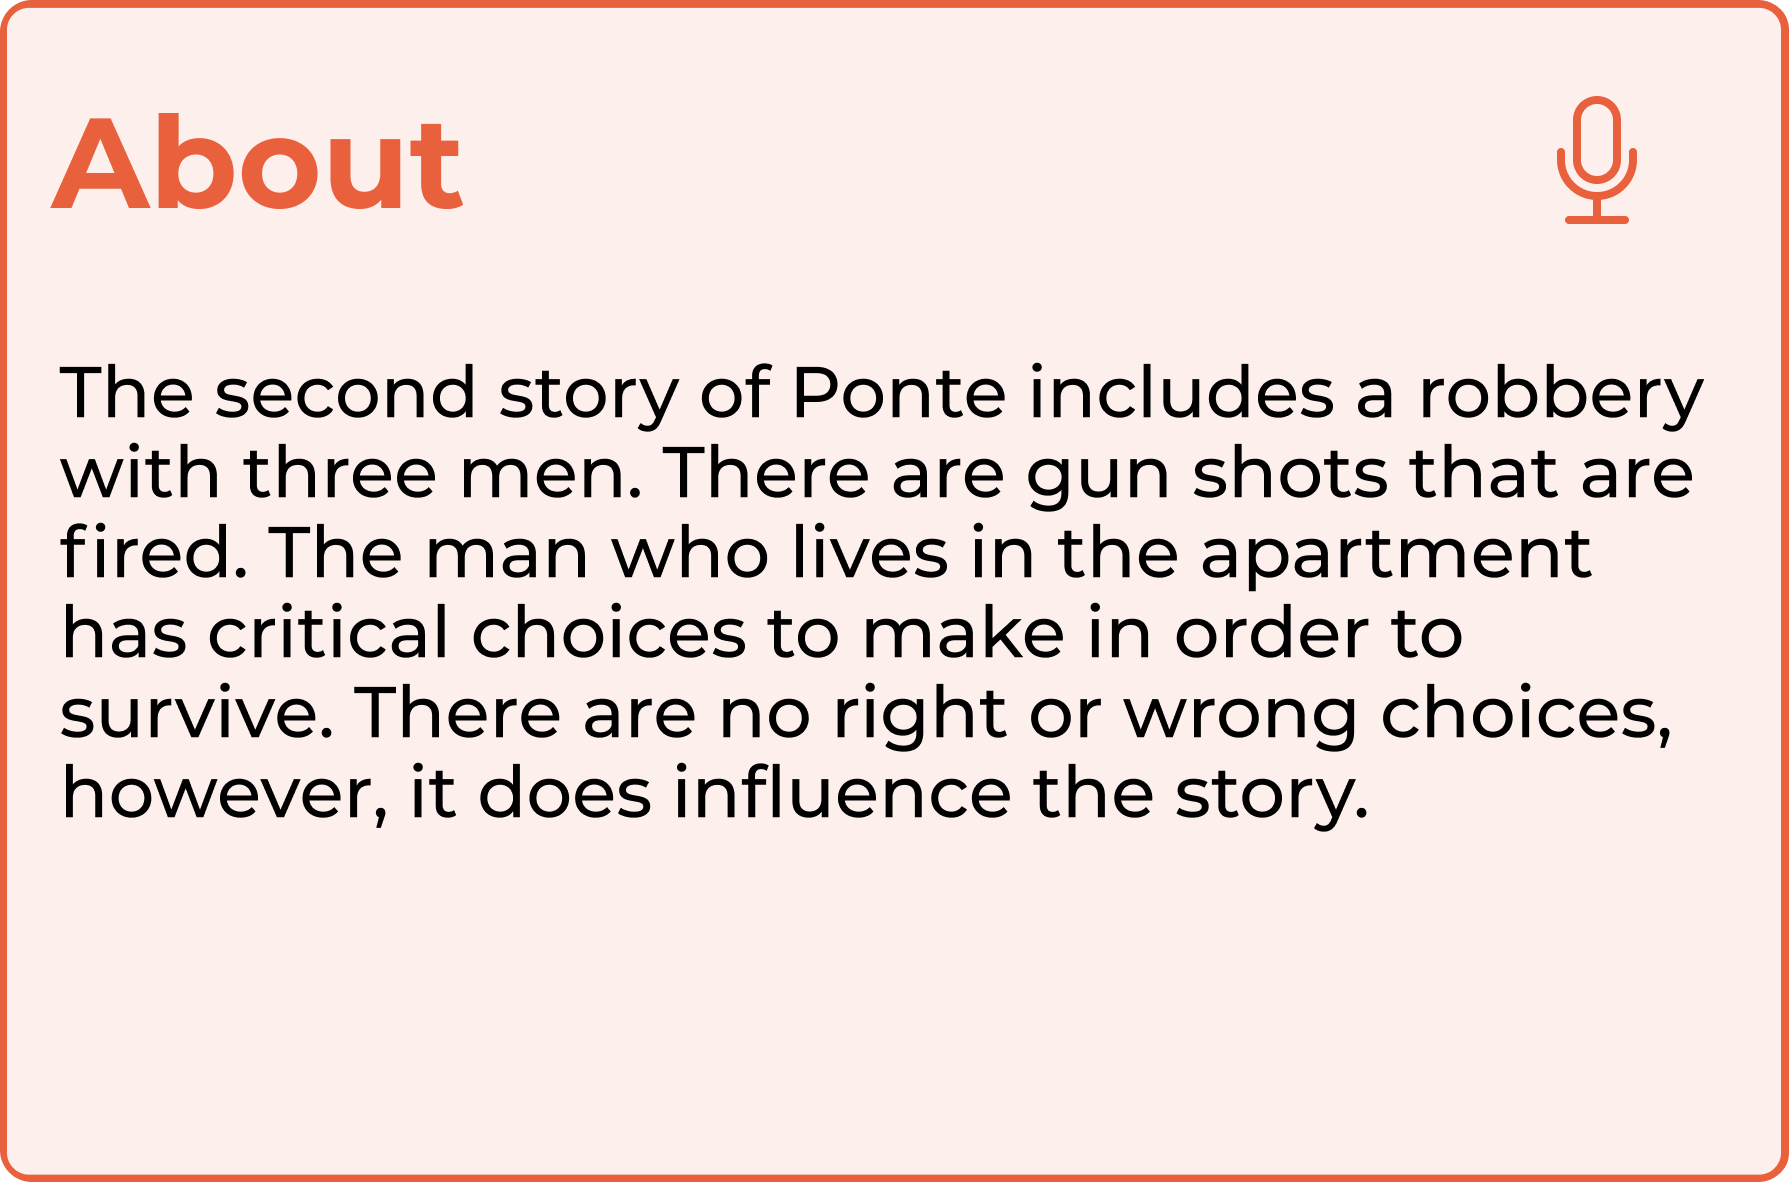 About
The second story of Ponte includes a robbery
with three men. There are gun shots that are
fired. The man who lives in the apartment
has critical choices to make in order to
survive. There are no right or wrong choices,
however, it does influence the story.